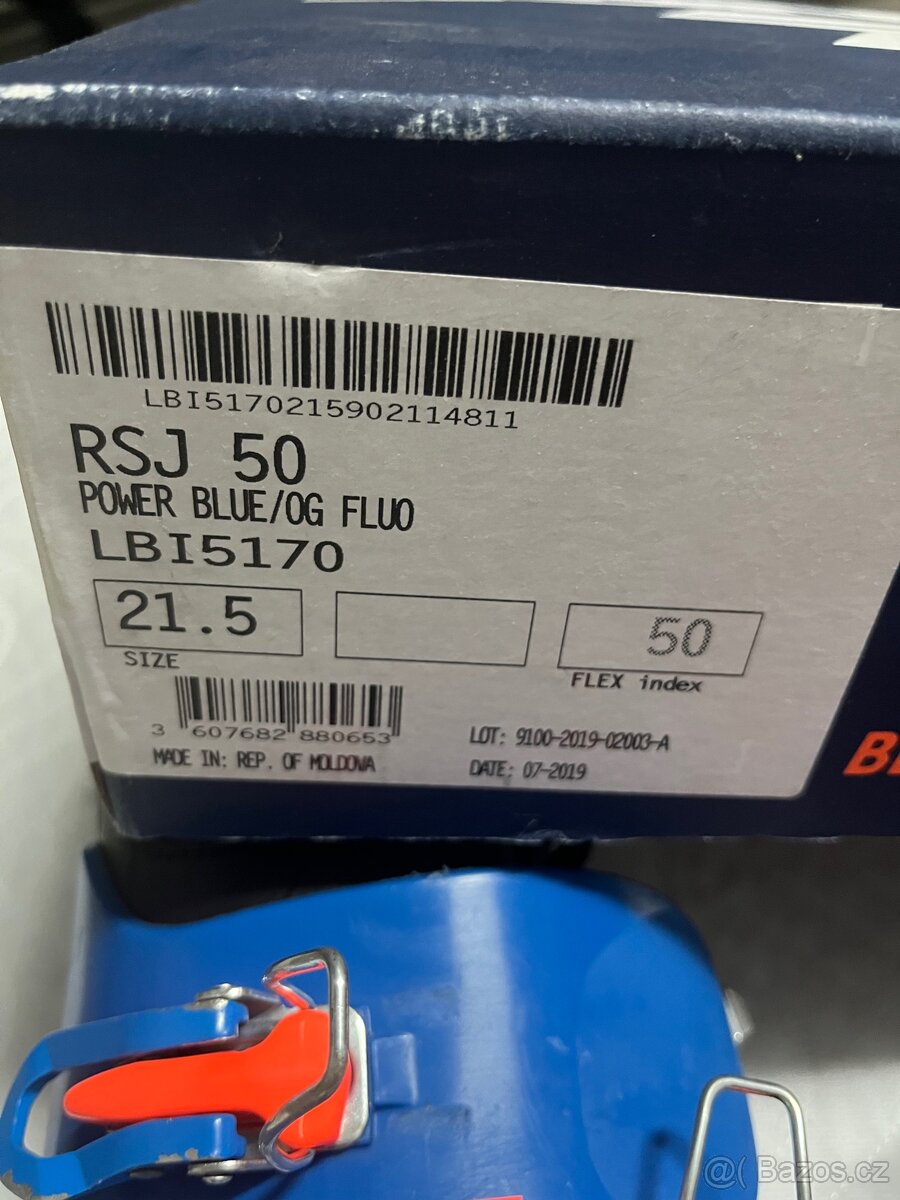 LBI5170215902114811
RSJ 50
POWER BLUE/OG FLUO
LBI5170
21.5
50
SIZE
FLEX index
3 607682 880653
LOT: 9100-2019-02003-A
MADE IN: REP. OF MOLDOVA
DATE: 07-2019
@( Bazos.cz